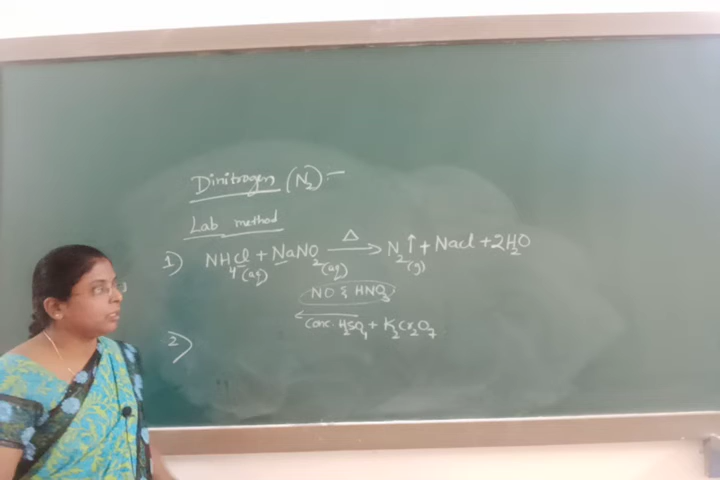 Dinitrogen (N₂):-
Lab method
1) NH₄Cl(aq) + NaNO₂(aq) —Δ→ N₂↑(g) + Nacl + 2H₂O
NO & HNO₃
←
Conc. H₂SO₄ + K₂Cr₂O₇
2)